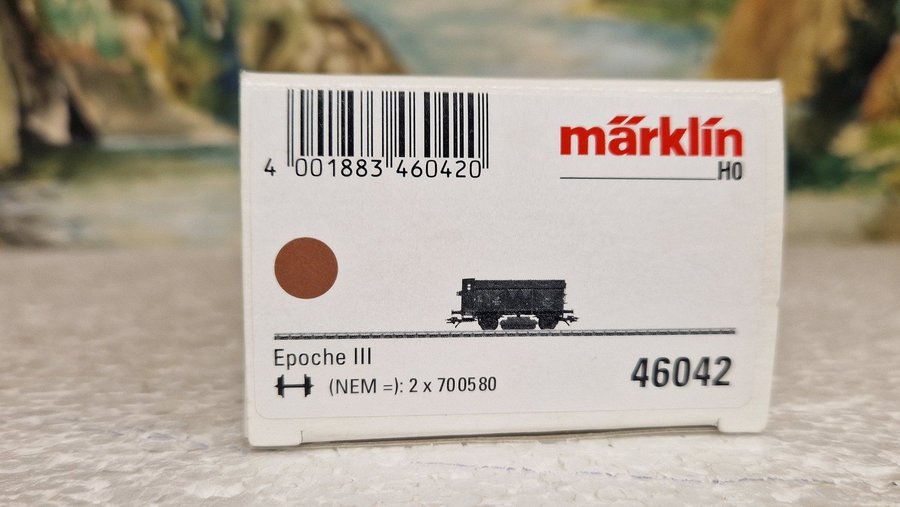 märklin
H0
4 001883 460420
Epoche III
(NEM =): 2 x 700580
46042